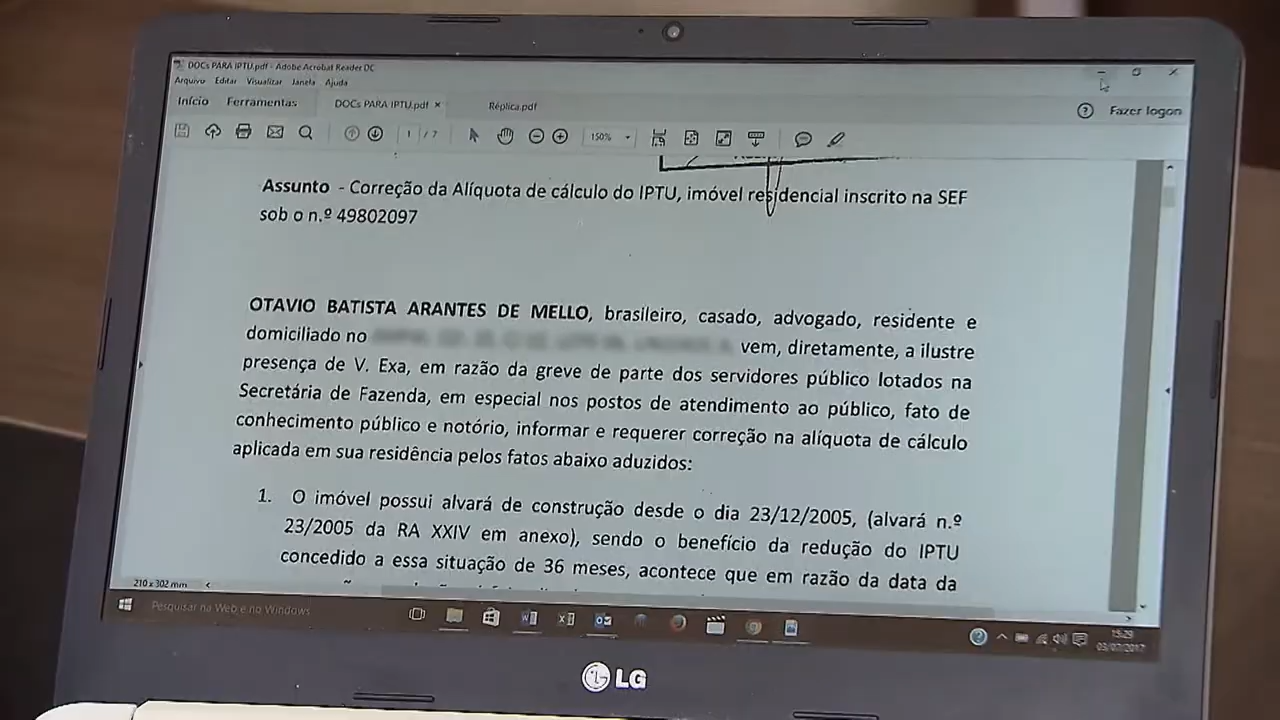 DOCs PARA IPTU.pdf - Adobe Acrobat Reader DC
Arquivo Editar Visualizar Janela Ajuda
Início Ferramentas DOCs PARA IPTU.pdf × Réplica.pdf Fazer logon
1 / 7 150%
Assunto - Correção da Alíquota de cálculo do IPTU, imóvel residencial inscrito na SEF
sob o n.º 49802097
OTAVIO BATISTA ARANTES DE MELLO, brasileiro, casado, advogado, residente e
domiciliado no vem, diretamente, a ilustre
presença de V. Exa, em razão da greve de parte dos servidores público lotados na
Secretária de Fazenda, em especial nos postos de atendimento ao público, fato de
conhecimento público e notório, informar e requerer correção na alíquota de cálculo
aplicada em sua residência pelos fatos abaixo aduzidos:
1. O imóvel possui alvará de construção desde o dia 23/12/2005, (alvará n.º
23/2005 da RA XXIV em anexo), sendo o benefício da redução do IPTU
concedido a essa situação de 36 meses, acontece que em razão da data da
210 x 302 mm
Pesquisar na Web e no Windows
15:29
03/07/2017
LG